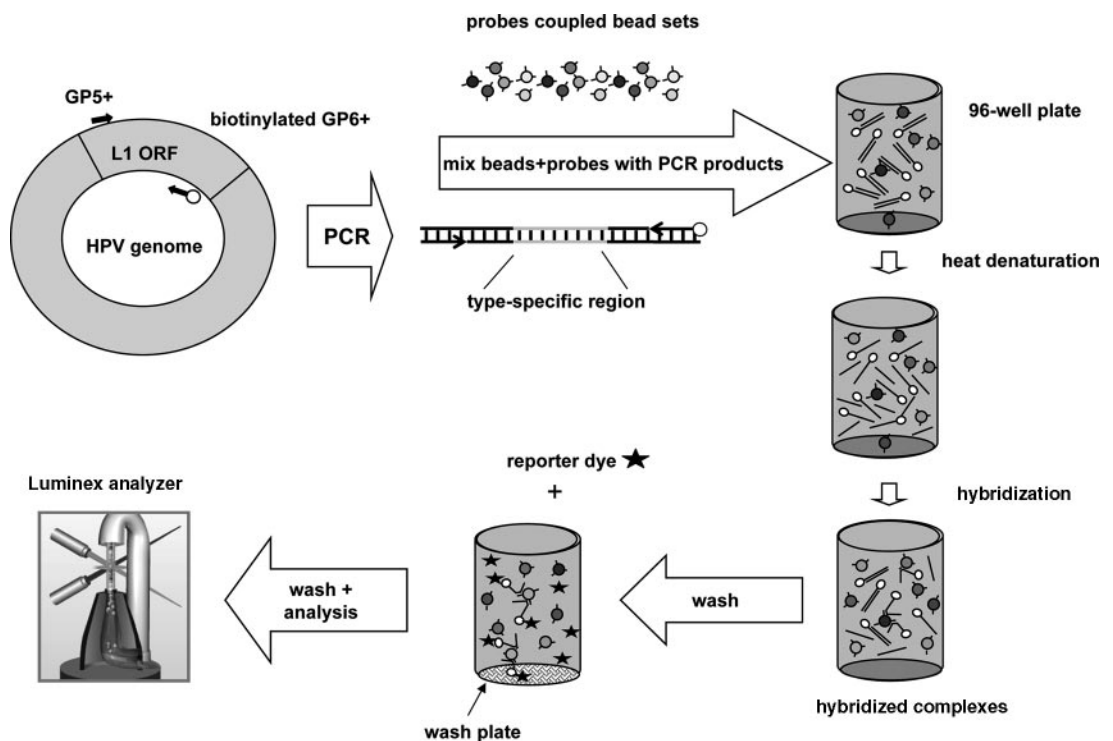 probes coupled bead sets
GP5+
biotinylated GP6+
96-well plate
L1 ORF
mix beads+probes with PCR products
HPV genome
PCR
heat denaturation
type-specific region
reporter dye
+
Luminex analyzer
hybridization
wash +
analysis
wash
wash plate
hybridized complexes